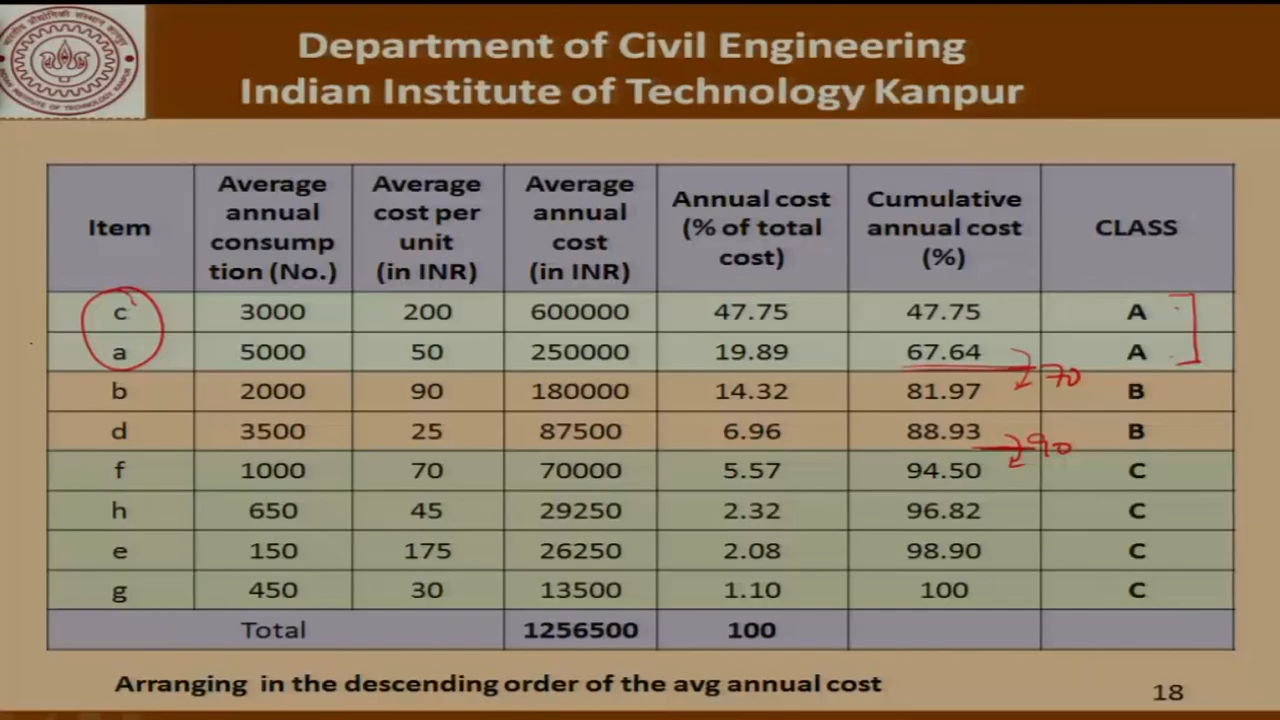 Department of Civil Engineering
Indian Institute of Technology Kanpur
Item
Average annual consump tion (No.)
Average cost per unit (in INR)
Average annual cost (in INR)
Annual cost (% of total cost)
Cumulative annual cost (%)
CLASS
c 3000 200 600000 47.75 47.75 A
a 5000 50 250000 19.89 67.64 A
70
b 2000 90 180000 14.32 81.97 B
d 3500 25 87500 6.96 88.93 B
90
f 1000 70 70000 5.57 94.50 C
h 650 45 29250 2.32 96.82 C
e 150 175 26250 2.08 98.90 C
g 450 30 13500 1.10 100 C
Total 1256500 100
Arranging in the descending order of the avg annual cost
18